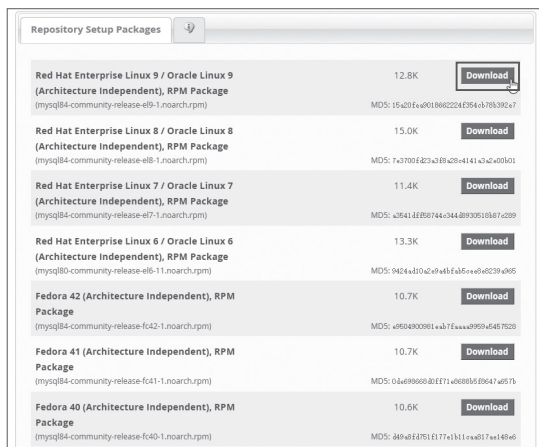 Repository Setup Packages
Red Hat Enterprise Linux 9 / Oracle Linux 9 12.8K Download
(Architecture Independent), RPM Package
(mysql84-community-release-el9-1.noarch.rpm) MD5:
Red Hat Enterprise Linux 8 / Oracle Linux 8 15.0K Download
(Architecture Independent), RPM Package
(mysql84-community-release-el8-1.noarch.rpm) MD5:
Red Hat Enterprise Linux 7 / Oracle Linux 7 11.4K Download
(Architecture Independent), RPM Package
(mysql84-community-release-el7-1.noarch.rpm) MD5:
Red Hat Enterprise Linux 6 / Oracle Linux 6 13.3K Download
(Architecture Independent), RPM Package
(mysql80-community-release-el6-11.noarch.rpm) MD5:
Fedora 42 (Architecture Independent), RPM 10.7K Download
Package
(mysql84-community-release-fc42-1.noarch.rpm) MD5:
Fedora 41 (Architecture Independent), RPM 10.7K Download
Package
(mysql84-community-release-fc41-1.noarch.rpm) MD5:
Fedora 40 (Architecture Independent), RPM 10.6K Download
Package
(mysql84-community-release-fc40-1.noarch.rpm) MD5: